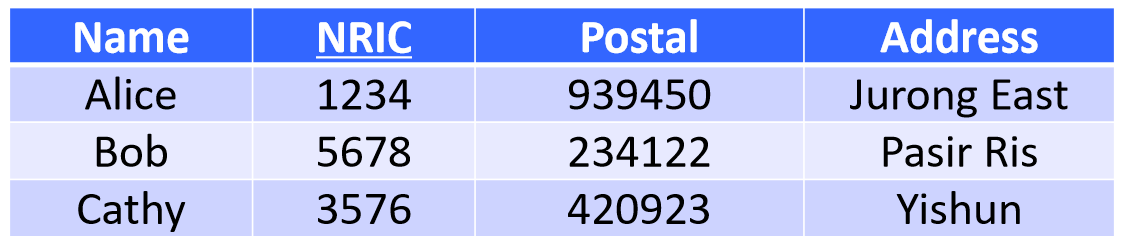 Name NRIC Postal Address
Alice 1234 939450 Jurong East
Bob 5678 234122 Pasir Ris
Cathy 3576 420923 Yishun